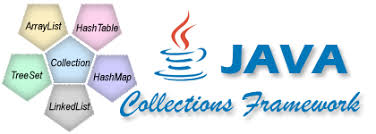 ArrayList
HashTable
TreeSet
Collection
HashMap
LinkedList
JAVA
Collections Framework